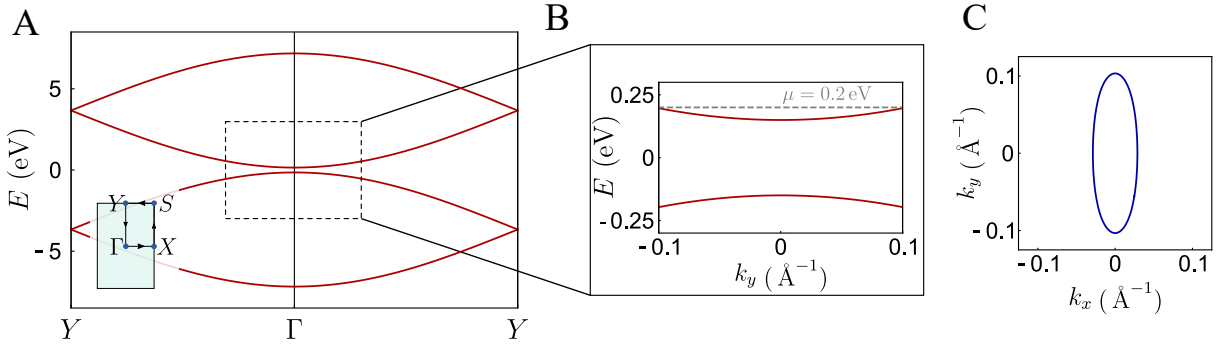 A
E (eV)
5
0
-5
Y
S
Γ
X
Y
Γ
Y
B
E (eV)
0.25
0
-0.25
μ = 0.2 eV
-0.1
0
0.1
k_y (Å⁻¹)
C
k_y (Å⁻¹)
0.1
0
-0.1
-0.1
0
0.1
k_x (Å⁻¹)